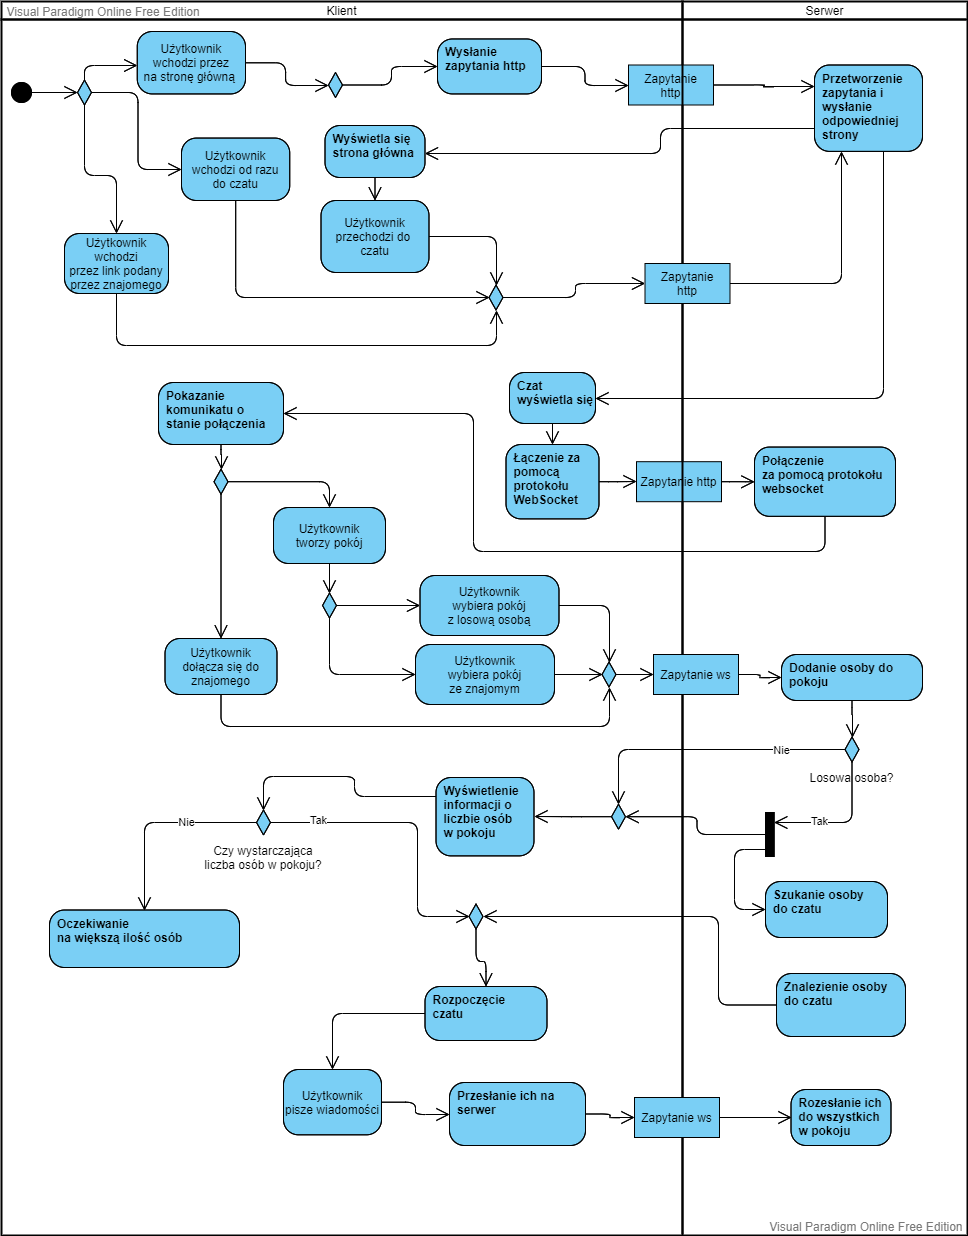 Visual Paradigm Online Free Edition
Klient
Serwer
Użytkownik
wchodzi przez
na stronę główną
Wysłanie
zapytania http
Zapytanie
http
Przetworzenie
zapytania i
wysłanie
odpowiedniej
strony
Użytkownik
wchodzi od razu
do czatu
Wyświetla się
strona główna
Użytkownik
przechodzi do
czatu
Użytkownik
wchodzi
przez link podany
przez znajomego
Zapytanie
http
Czat
wyświetla się
Pokazanie
komunikatu o
stanie połączenia
Łączenie za
pomocą
protokołu
WebSocket
Zapytanie http
Połączenie
za pomocą protokołu
websocket
Użytkownik
tworzy pokój
Użytkownik
wybiera pokój
z losową osobą
Użytkownik
dołącza się do
znajomego
Użytkownik
wybiera pokój
ze znajomym
Zapytanie ws
Dodanie osoby do
pokoju
Nie
Losowa osoba?
Tak
Wyświetlenie
informacji o
liczbie osób
w pokoju
Nie
Tak
Czy wystarczająca
liczba osób w pokoju?
Szukanie osoby
do czatu
Oczekiwanie
na większą ilość osób
Znalezienie osoby
do czatu
Rozpoczęcie
czatu
Użytkownik
pisze wiadomości
Przesłanie ich na
serwer
Zapytanie ws
Rozesłanie ich
do wszystkich
w pokoju
Visual Paradigm Online Free Edition